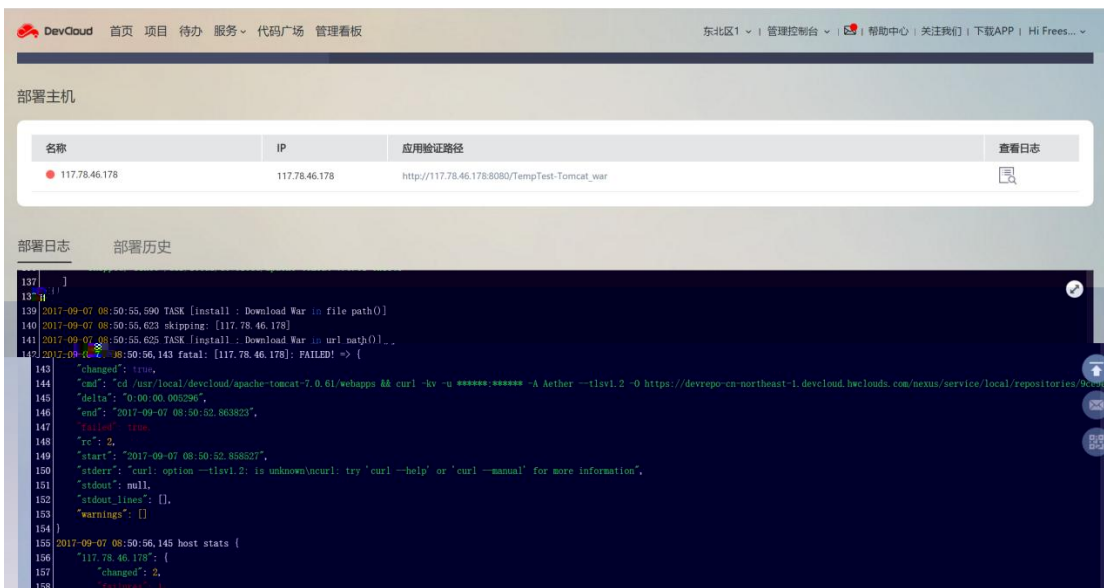 DevCloud 首页 项目 待办 服务 代码广场 管理看板 东北区1 | 管理控制台 | | 帮助中心 | 关注我们 | 下载APP | Hi Frees...
部署主机
名称 IP 应用验证路径 查看日志
117.78.46.178 117.78.46.178 http://117.78.46.178:8080/TempTest-Tomcat_war
部署日志 部署历史
137 ]
139 2017-09-07 08:50:55,590 TASK [install : Download War in file path()]
140 2017-09-07 08:50:55,623 skipping: [117.78.46.178]
141 2017-09-07 08:50:55,625 TASK [install : Download War in url path()]
142 2017-09-07 08:50:56,143 fatal: [117.78.46.178]: FAILED! => {
143 "changed": true,
144 "cmd": "cd /usr/local/devcloud/apache-tomcat-7.0.61/webapps && curl -kv -u ******:****** -A Aether --tlsv1.2 -O https://devrepo-cn-northeast-1.devcloud.hwclouds.com/nexus/service/local/repositories/
145 "delta": "0:00:00.005296",
146 "end": "2017-09-07 08:50:52.863823",
147 "failed": true,
148 "rc": 2,
149 "start": "2017-09-07 08:50:52.858527",
150 "stderr": "curl: option --tlsv1.2: is unknown\ncurl: try 'curl --help' or 'curl --manual' for more information",
151 "stdout": null,
152 "stdout_lines": [],
153 "warnings": []
154 }
155 2017-09-07 08:50:56,145 host stats {
156 "117.78.46.178": {
157 "changed": 2,
158 "failures": 1,